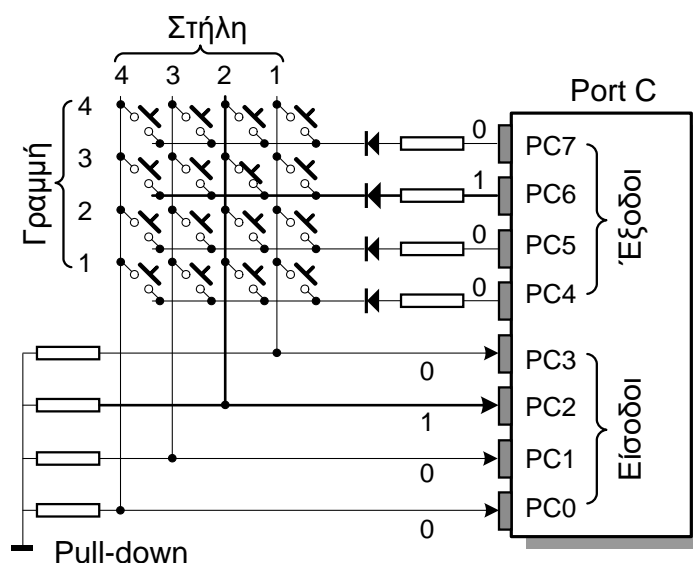 Στήλη
4 3 2 1
Port C
Γραμμή
4
3
2
1
0
1
0
0
PC7
PC6
PC5
PC4
Έξοδοι
0
1
0
0
PC3
PC2
PC1
PC0
Είσοδοι
Pull-down